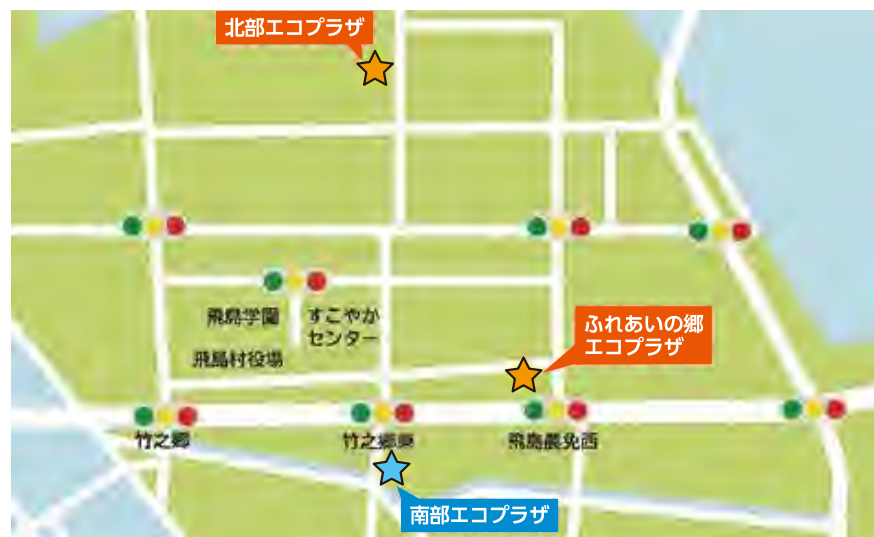 北部エコプラザ
飛島学園
すこやか
センター
飛島村役場
ふれあいの郷
エコプラザ
竹之郷
竹之郷東
飛島農免西
南部エコプラザ